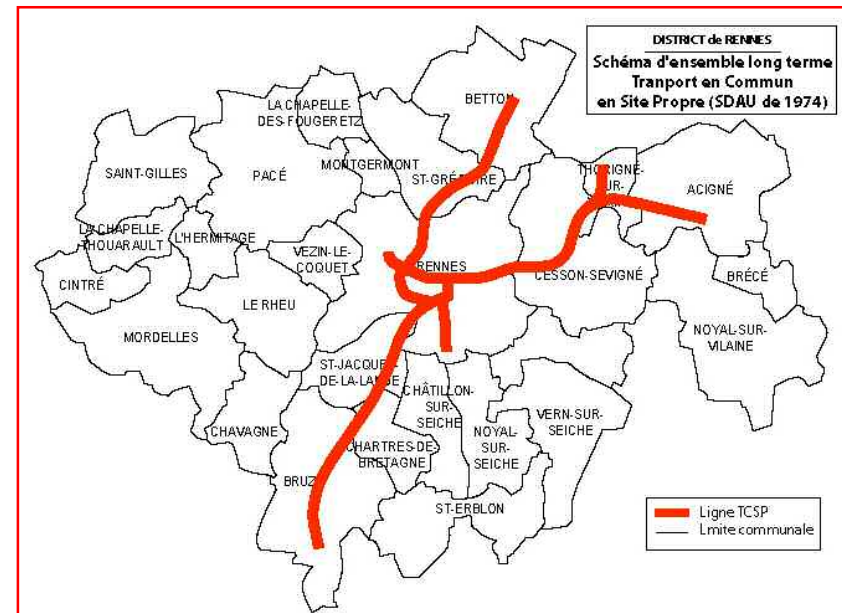 DISTRICT de RENNES
Schéma d'ensemble long terme
Tranport en Commun
en Site Propre (SDAU de 1974)
BETTON
LA CHAPELLE-
DES-FOUGERETZ
MONTGERMONT
ST-GRÉGOIRE
THORIGNÉ-
SUR-
ACIGNÉ
SAINT-GILLES
PACÉ
LA CHAPELLE-
THOUARAULT
L'HERMITAGE
VEZIN-LE-
COQUET
RENNES
CESSON-SEVIGNÉ
BRÉCÉ
CINTRÉ
LE RHEU
MORDELLES
NOYAL-SUR-
VILAINE
ST-JACQUES-
DE-LA-LANDE
CHÂTILLON-
SUR-
SEICHE
VERN-SUR-
SEICHE
CHAVAGNE
CHARTRES-DE-
BRETAGNE
NOYAL-
SUR-
SEICHE
BRUZ
ST-ERBLON
Ligne TCSP
Lmite communale